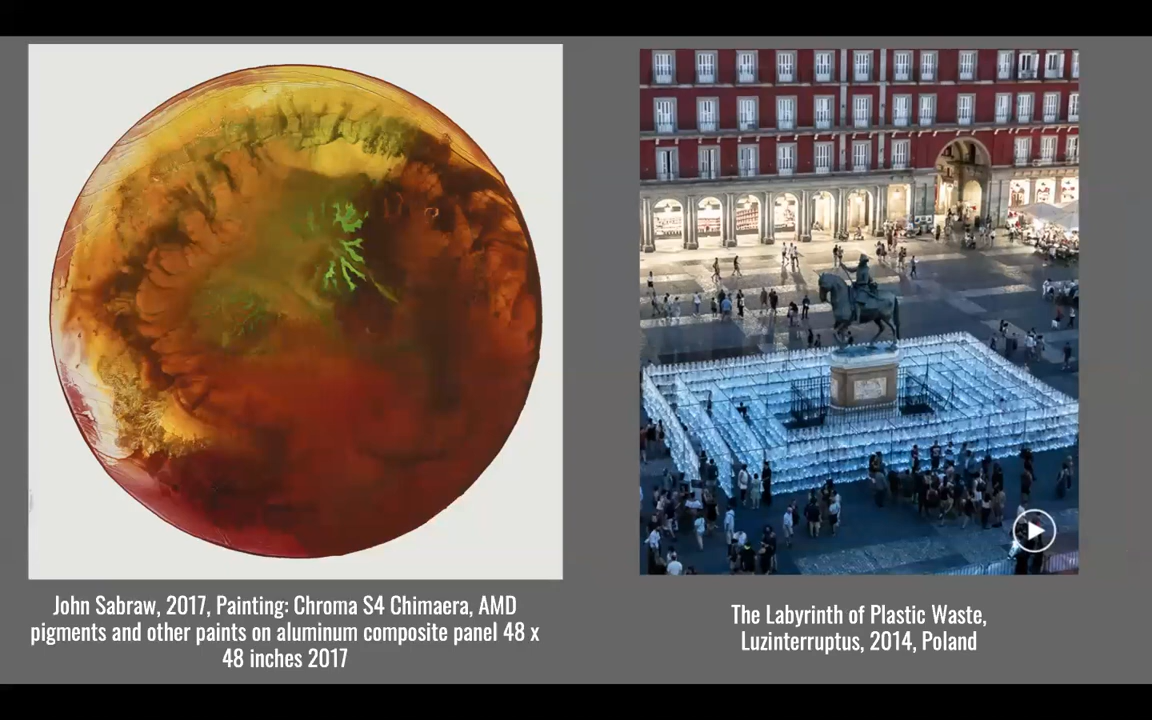 John Sabraw, 2017, Painting: Chroma S4 Chimaera, AMD
pigments and other paints on aluminum composite panel 48 x
48 inches 2017
The Labyrinth of Plastic Waste,
Luzinterruptus, 2014, Poland